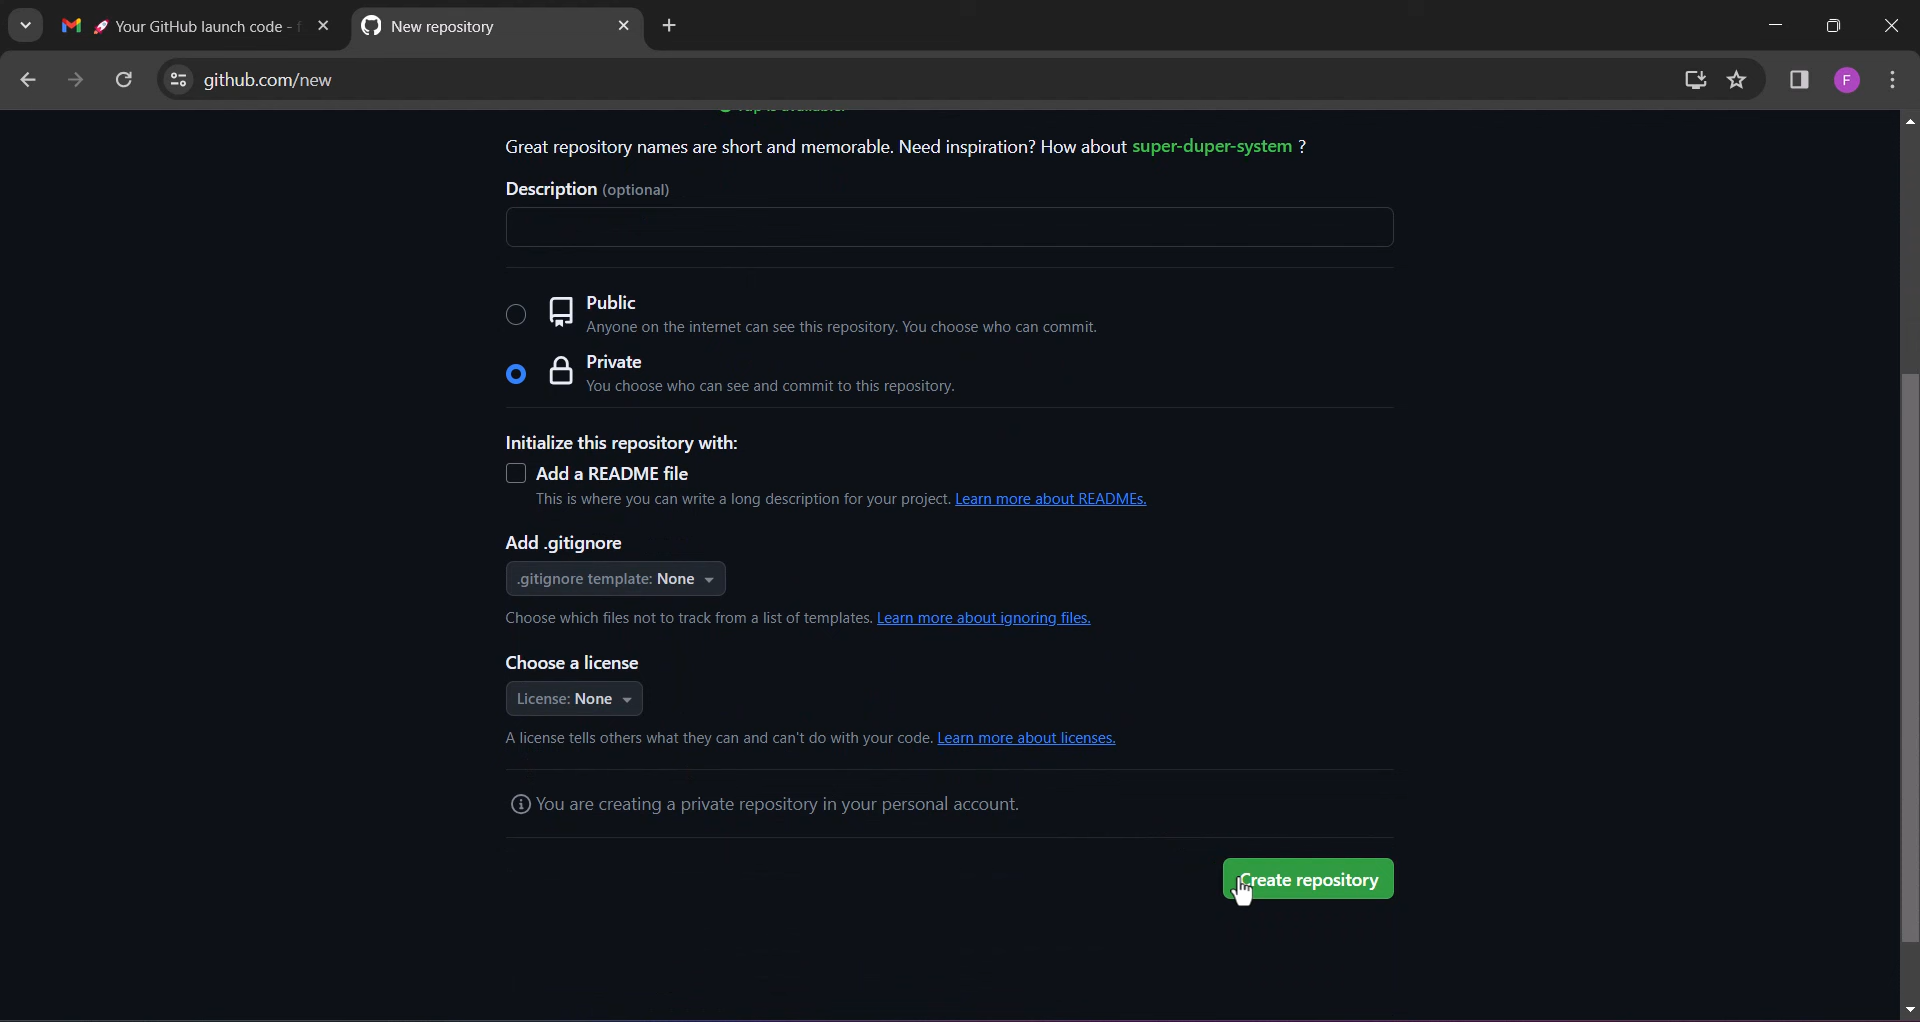 🚀 Your GitHub launch code -
New repository
github.com/new
Great repository names are short and memorable. Need inspiration? How about super-duper-system ?
Description (optional)
Public
Anyone on the internet can see this repository. You choose who can commit.
Private
You choose who can see and commit to this repository.
Initialize this repository with:
Add a README file
This is where you can write a long description for your project. Learn more about READMEs.
Add .gitignore
.gitignore template: None
Choose which files not to track from a list of templates. Learn more about ignoring files.
Choose a license
License: None
A license tells others what they can and can't do with your code. Learn more about licenses.
You are creating a private repository in your personal account.
Create repository
F